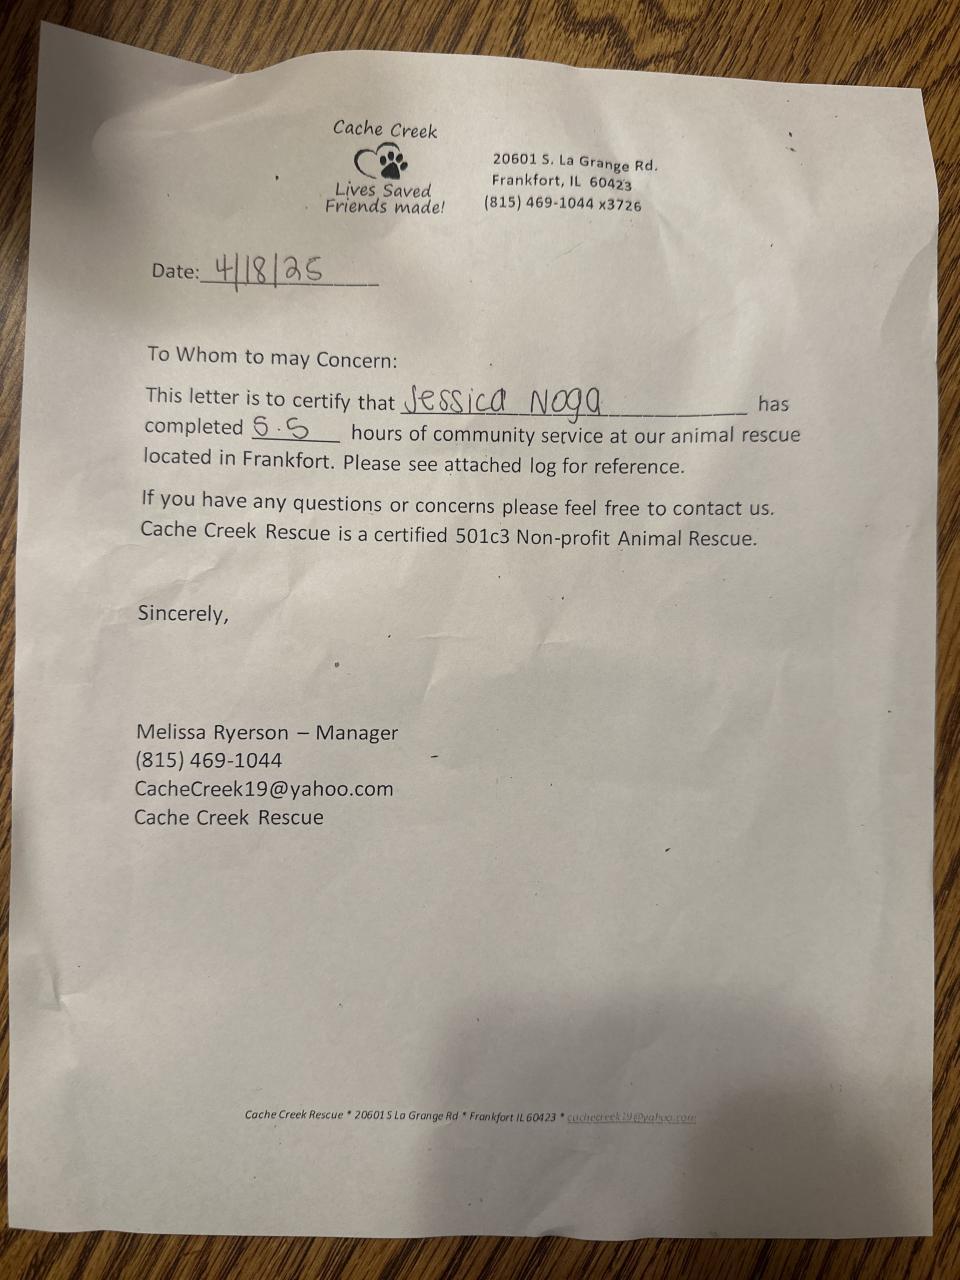 Cache Creek
Lives Saved
Friends made!
20601 S. La Grange Rd.
Frankfort, IL 60423
(815) 469-1044 x3726
Date: 4/18/25
To Whom to may Concern:
This letter is to certify that Jessica Noga has
completed 5.5 hours of community service at our animal rescue
located in Frankfort. Please see attached log for reference.
If you have any questions or concerns please feel free to contact us.
Cache Creek Rescue is a certified 501c3 Non-profit Animal Rescue.
Sincerely,
Melissa Ryerson – Manager
(815) 469-1044
CacheCreek19@yahoo.com
Cache Creek Rescue
Cache Creek Rescue * 20601 S La Grange Rd * Frankfort IL 60423 * cachecreek19@yahoo.com